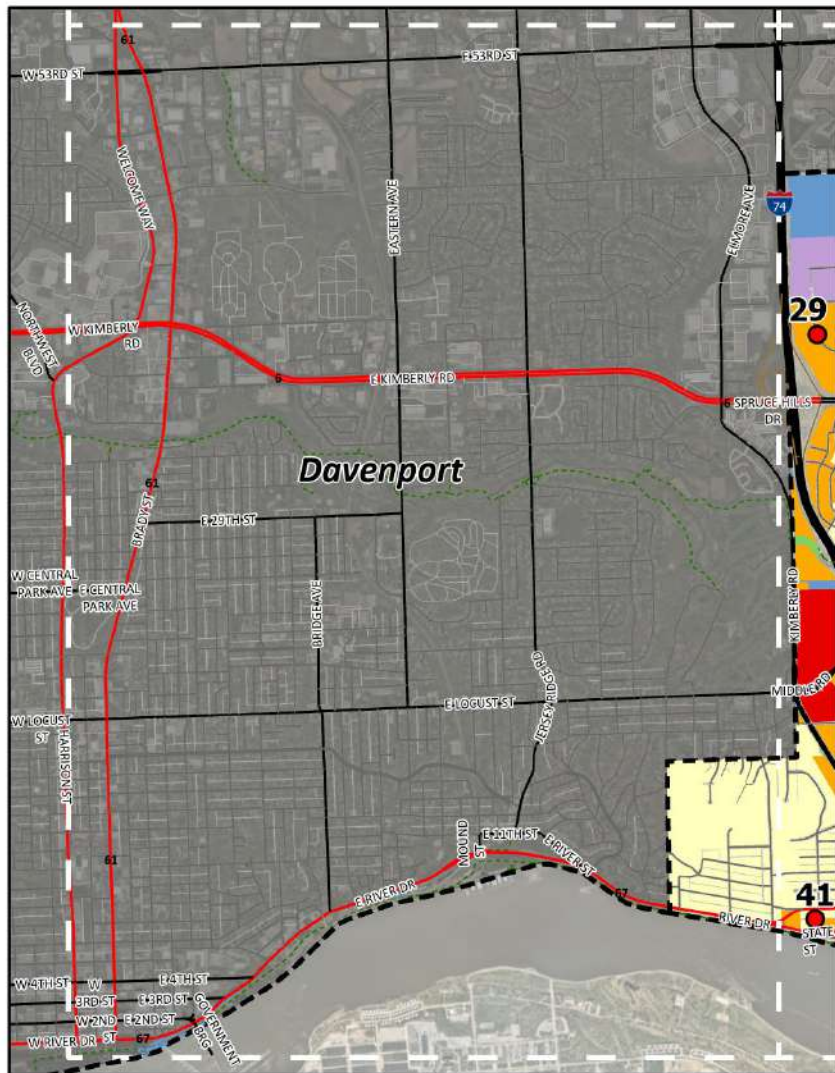 61
W 53RD ST
E 53RD ST
WELCOME WAY
EASTERN AVE
ELMORE AVE
74
29
NORTHWEST
BLVD
W KIMBERLY
RD
6
E KIMBERLY RD
6
SPRUCE HILLS
DR
Davenport
61
BRADY ST
E 29TH ST
W CENTRAL
PARK AVE
E CENTRAL
PARK AVE
BRIDGE AVE
KIMBERLY RD
JERSEY RIDGE RD
MIDDLE RD
E LOCUST ST
W LOCUST
ST
HARRISON ST
61
MOUND
ST
E 11TH ST
E RIVER ST
E RIVER DR
67
RIVER DR
41
STATE
ST
W 4TH ST
E 4TH ST
W
3RD ST
E 3RD ST
W 2ND
ST
E 2ND ST
GOVERNMENT
BRG
W RIVER DR
67